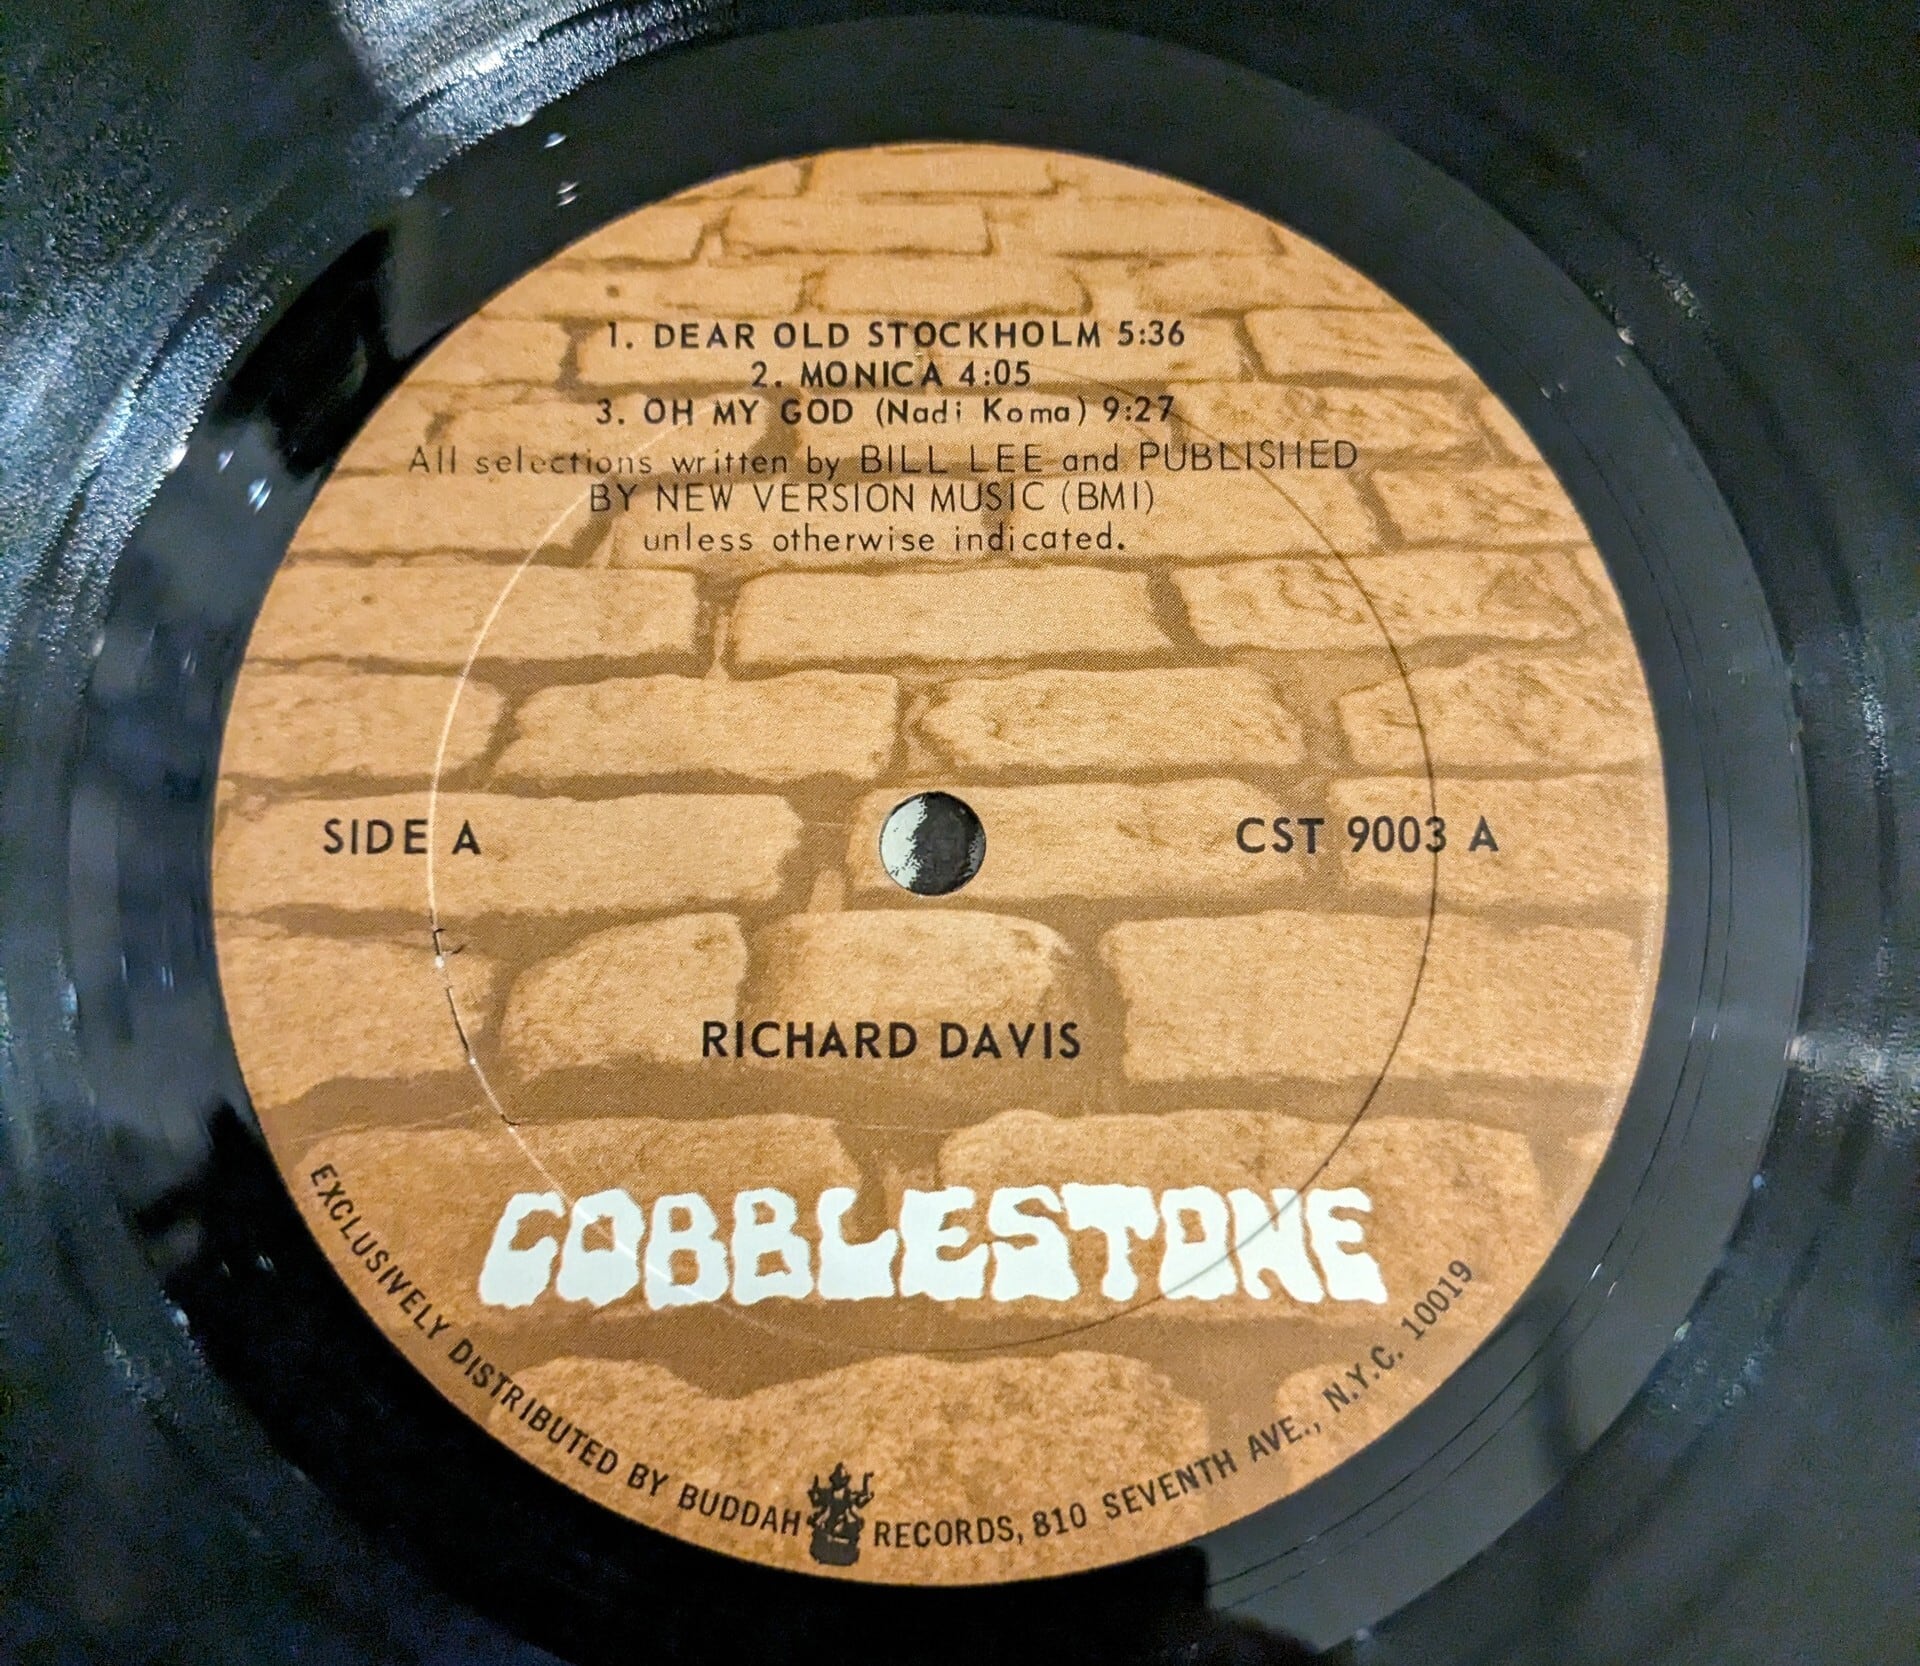 1. DEAR OLD STOCKHOLM 5:36
2. MONICA 4:05
3. OH MY GOD (Nadi Koma) 9:27
All selections written by BILL LEE and PUBLISHED
BY NEW VERSION MUSIC (BMI)
unless otherwise indicated.
SIDE A
CST 9003 A
RICHARD DAVIS
COBBLESTONE
EXCLUSIVELY DISTRIBUTED BY BUDDAH RECORDS, 810 SEVENTH AVE., N.Y.C. 10019